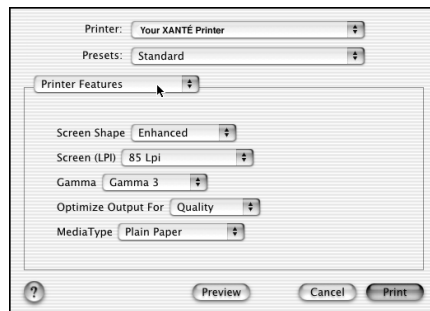 Printer: Your XANTÉ Printer
Presets: Standard
Printer Features
Screen Shape Enhanced
Screen (LPI) 85 Lpi
Gamma Gamma 3
Optimize Output For Quality
MediaType Plain Paper
? Preview Cancel Print